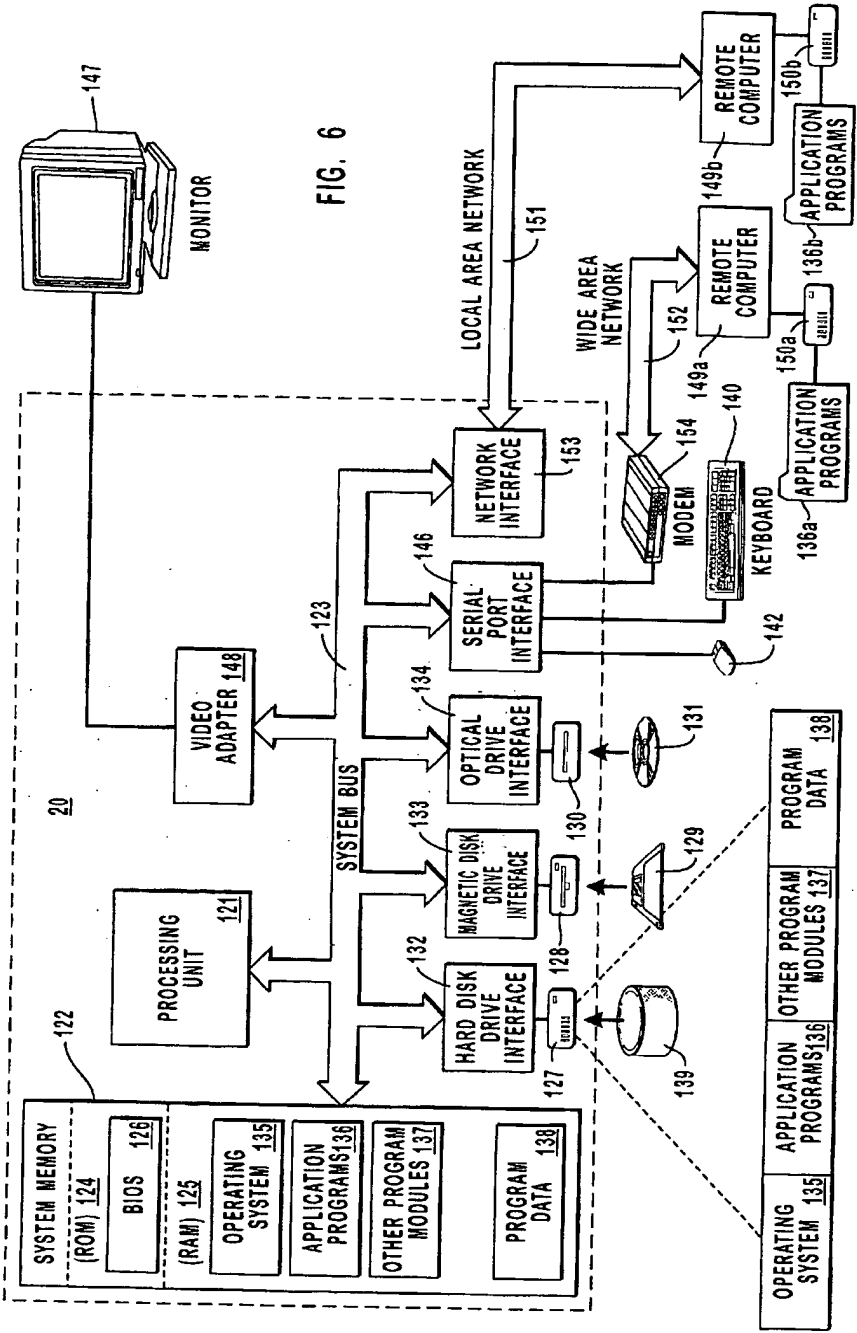 FIG. 6
20
122
SYSTEM MEMORY
(ROM) 124
BIOS 126
(RAM) 125
OPERATING
SYSTEM 135
APPLICATION
PROGRAMS136
OTHER PROGRAM
MODULES 137
PROGRAM
DATA 138
PROCESSING
UNIT
121
VIDEO
ADAPTER 148
147
MONITOR
SYSTEM BUS
123
132
HARD DISK
DRIVE
INTERFACE
133
MAGNETIC DISK
DRIVE
INTERFACE
134
OPTICAL
DRIVE
INTERFACE
146
SERIAL
PORT
INTERFACE
NETWORK
INTERFACE
153
LOCAL AREA NETWORK
151
127
128
130
139
129
131
142
MODEM
154
KEYBOARD
140
WIDE AREA
NETWORK
152
REMOTE
COMPUTER
149a
150a
APPLICATION
PROGRAMS
136a
REMOTE
COMPUTER
149b
150b
APPLICATION
PROGRAMS
136b
OPERATING
SYSTEM 135
APPLICATION
PROGRAMS136
OTHER PROGRAM
MODULES 137
PROGRAM
DATA 138